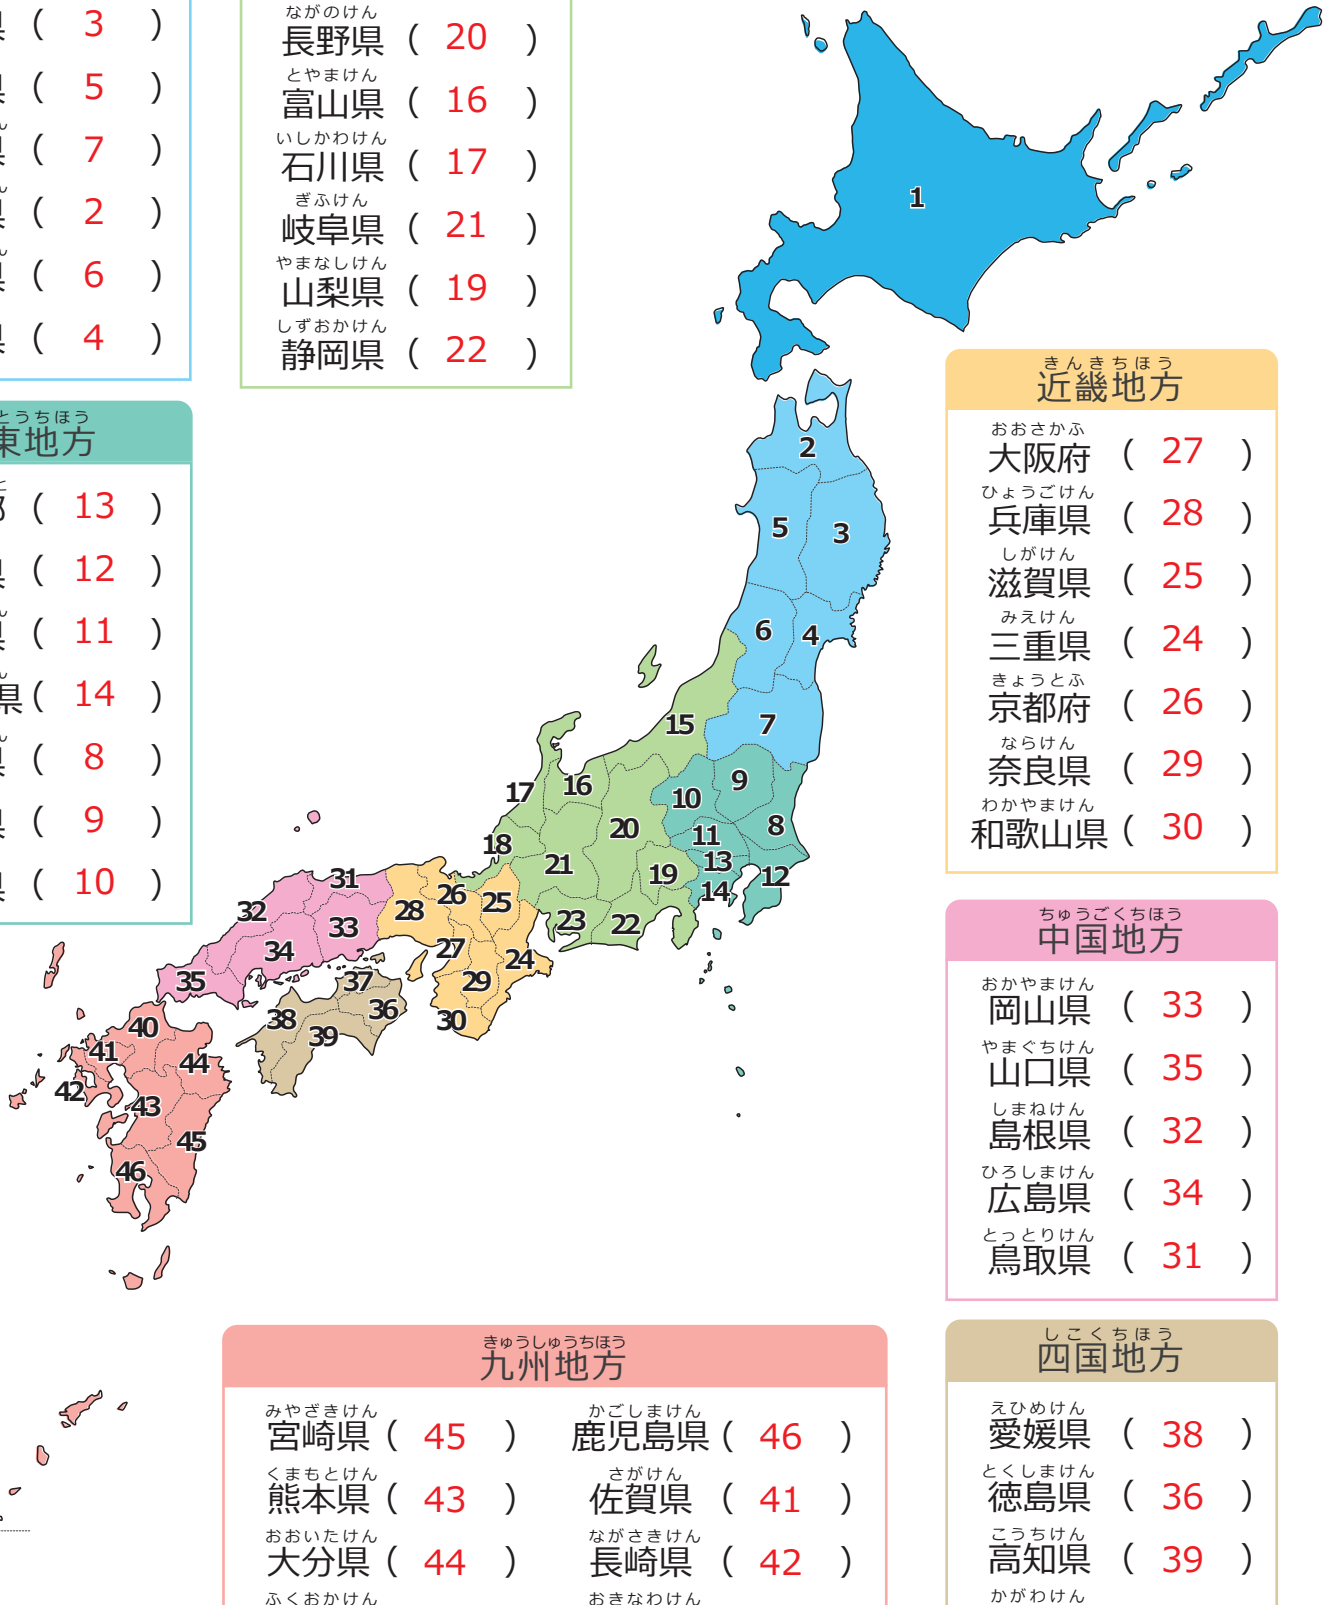 県 ( 3 )
県 ( 5 )
県 ( 7 )
県 ( 2 )
県 ( 6 )
県 ( 4 )
ながのけん
長野県 ( 20 )
とやまけん
富山県 ( 16 )
いしかわけん
石川県 ( 17 )
ぎふけん
岐阜県 ( 21 )
やまなしけん
山梨県 ( 19 )
しずおかけん
静岡県 ( 22 )
とうちほう
東地方
都 ( 13 )
県 ( 12 )
県 ( 11 )
県 ( 14 )
県 ( 8 )
県 ( 9 )
県 ( 10 )
1
2
5
3
6
4
15
7
17
16
10
9
20
11
8
18
21
13
19
12
14
31
26
25
32
28
33
23
22
34
27
24
35
37
29
36
38
39
30
40
41
44
42
43
45
46
きんきちほう
近畿地方
おおさかふ
大阪府 ( 27 )
ひょうごけん
兵庫県 ( 28 )
しがけん
滋賀県 ( 25 )
みえけん
三重県 ( 24 )
きょうとふ
京都府 ( 26 )
ならけん
奈良県 ( 29 )
わかやまけん
和歌山県 ( 30 )
ちゅうごくちほう
中国地方
おかやまけん
岡山県 ( 33 )
やまぐちけん
山口県 ( 35 )
しまねけん
島根県 ( 32 )
ひろしまけん
広島県 ( 34 )
とっとりけん
鳥取県 ( 31 )
きゅうしゅうちほう
九州地方
みやざきけん かごしまけん
宮崎県 ( 45 ) 鹿児島県 ( 46 )
くまもとけん さがけん
熊本県 ( 43 ) 佐賀県 ( 41 )
おおいたけん ながさきけん
大分県 ( 44 ) 長崎県 ( 42 )
ふくおかけん おきなわけん
しこくちほう
四国地方
えひめけん
愛媛県 ( 38 )
とくしまけん
徳島県 ( 36 )
こうちけん
高知県 ( 39 )
かがわけん